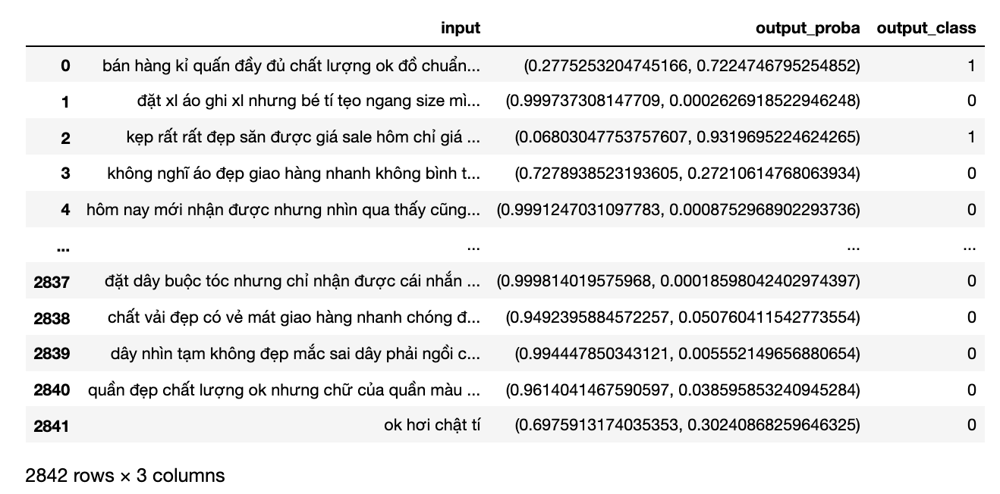 input output_proba output_class
0 bán hàng kỉ quấn đầy đủ chất lượng ok đồ chuẩn... (0.2775253204745166, 0.7224746795254852) 1
1 đặt xl áo ghi xl nhưng bé tí tẹo ngang size mì... (0.999737308147709, 0.0002626918522946248) 0
2 kẹp rất rất đẹp săn được giá sale hôm chỉ giá ... (0.06803047753757607, 0.9319695224624265) 1
3 không nghĩ áo đẹp giao hàng nhanh không bình t... (0.7278938523193605, 0.27210614768063934) 0
4 hôm nay mới nhận được nhưng nhìn qua thấy cũng... (0.9991247031097783, 0.0008752968902293736) 0
... ... ... ...
2837 đặt dây buộc tóc nhưng chỉ nhận được cái nhắn ... (0.999814019575968, 0.00018598042402974397) 0
2838 chất vải đẹp có vẻ mát giao hàng nhanh chóng đ... (0.9492395884572257, 0.050760411542773554) 0
2839 dây nhìn tạm không đẹp mắc sai dây phải ngồi c... (0.994447850343121, 0.005552149656880654) 0
2840 quần đẹp chất lượng ok nhưng chữ của quần màu ... (0.9614041467590597, 0.038595853240945284) 0
2841 ok hơi chật tí (0.6975913174035353, 0.30240868259646325) 0
2842 rows × 3 columns